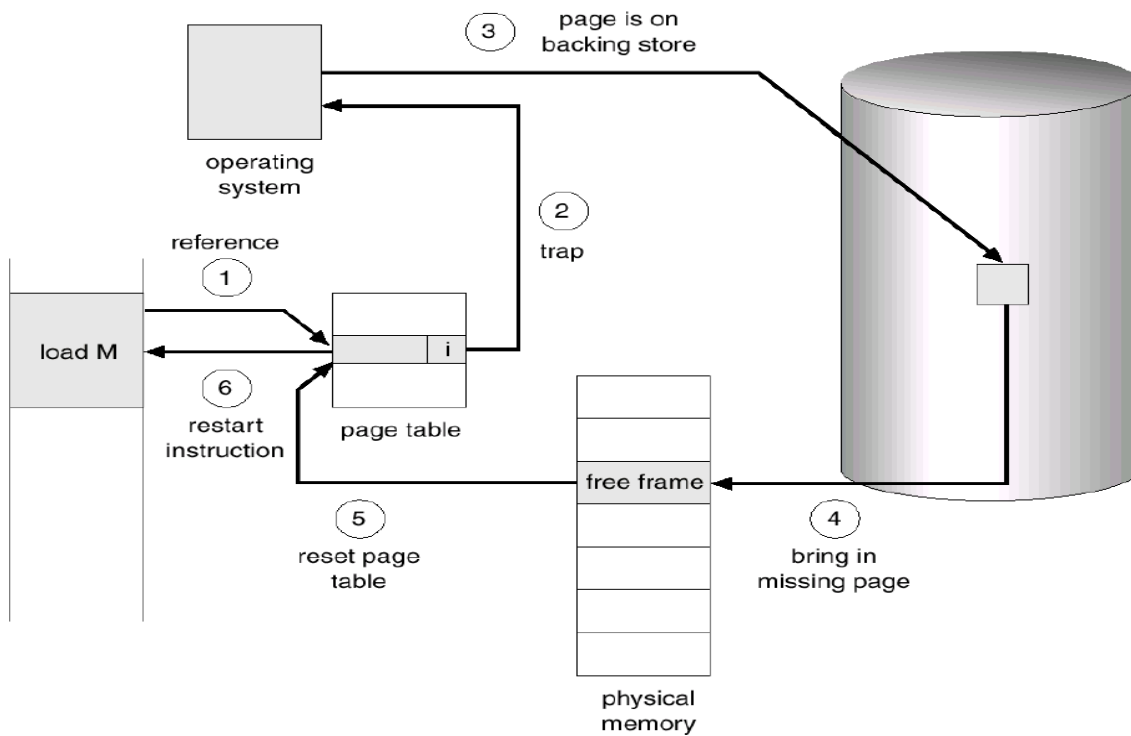 3
page is on
backing store
operating
system
2
trap
reference
1
load M
i
6
restart
instruction
page table
free frame
5
reset page
table
4
bring in
missing page
physical
memory